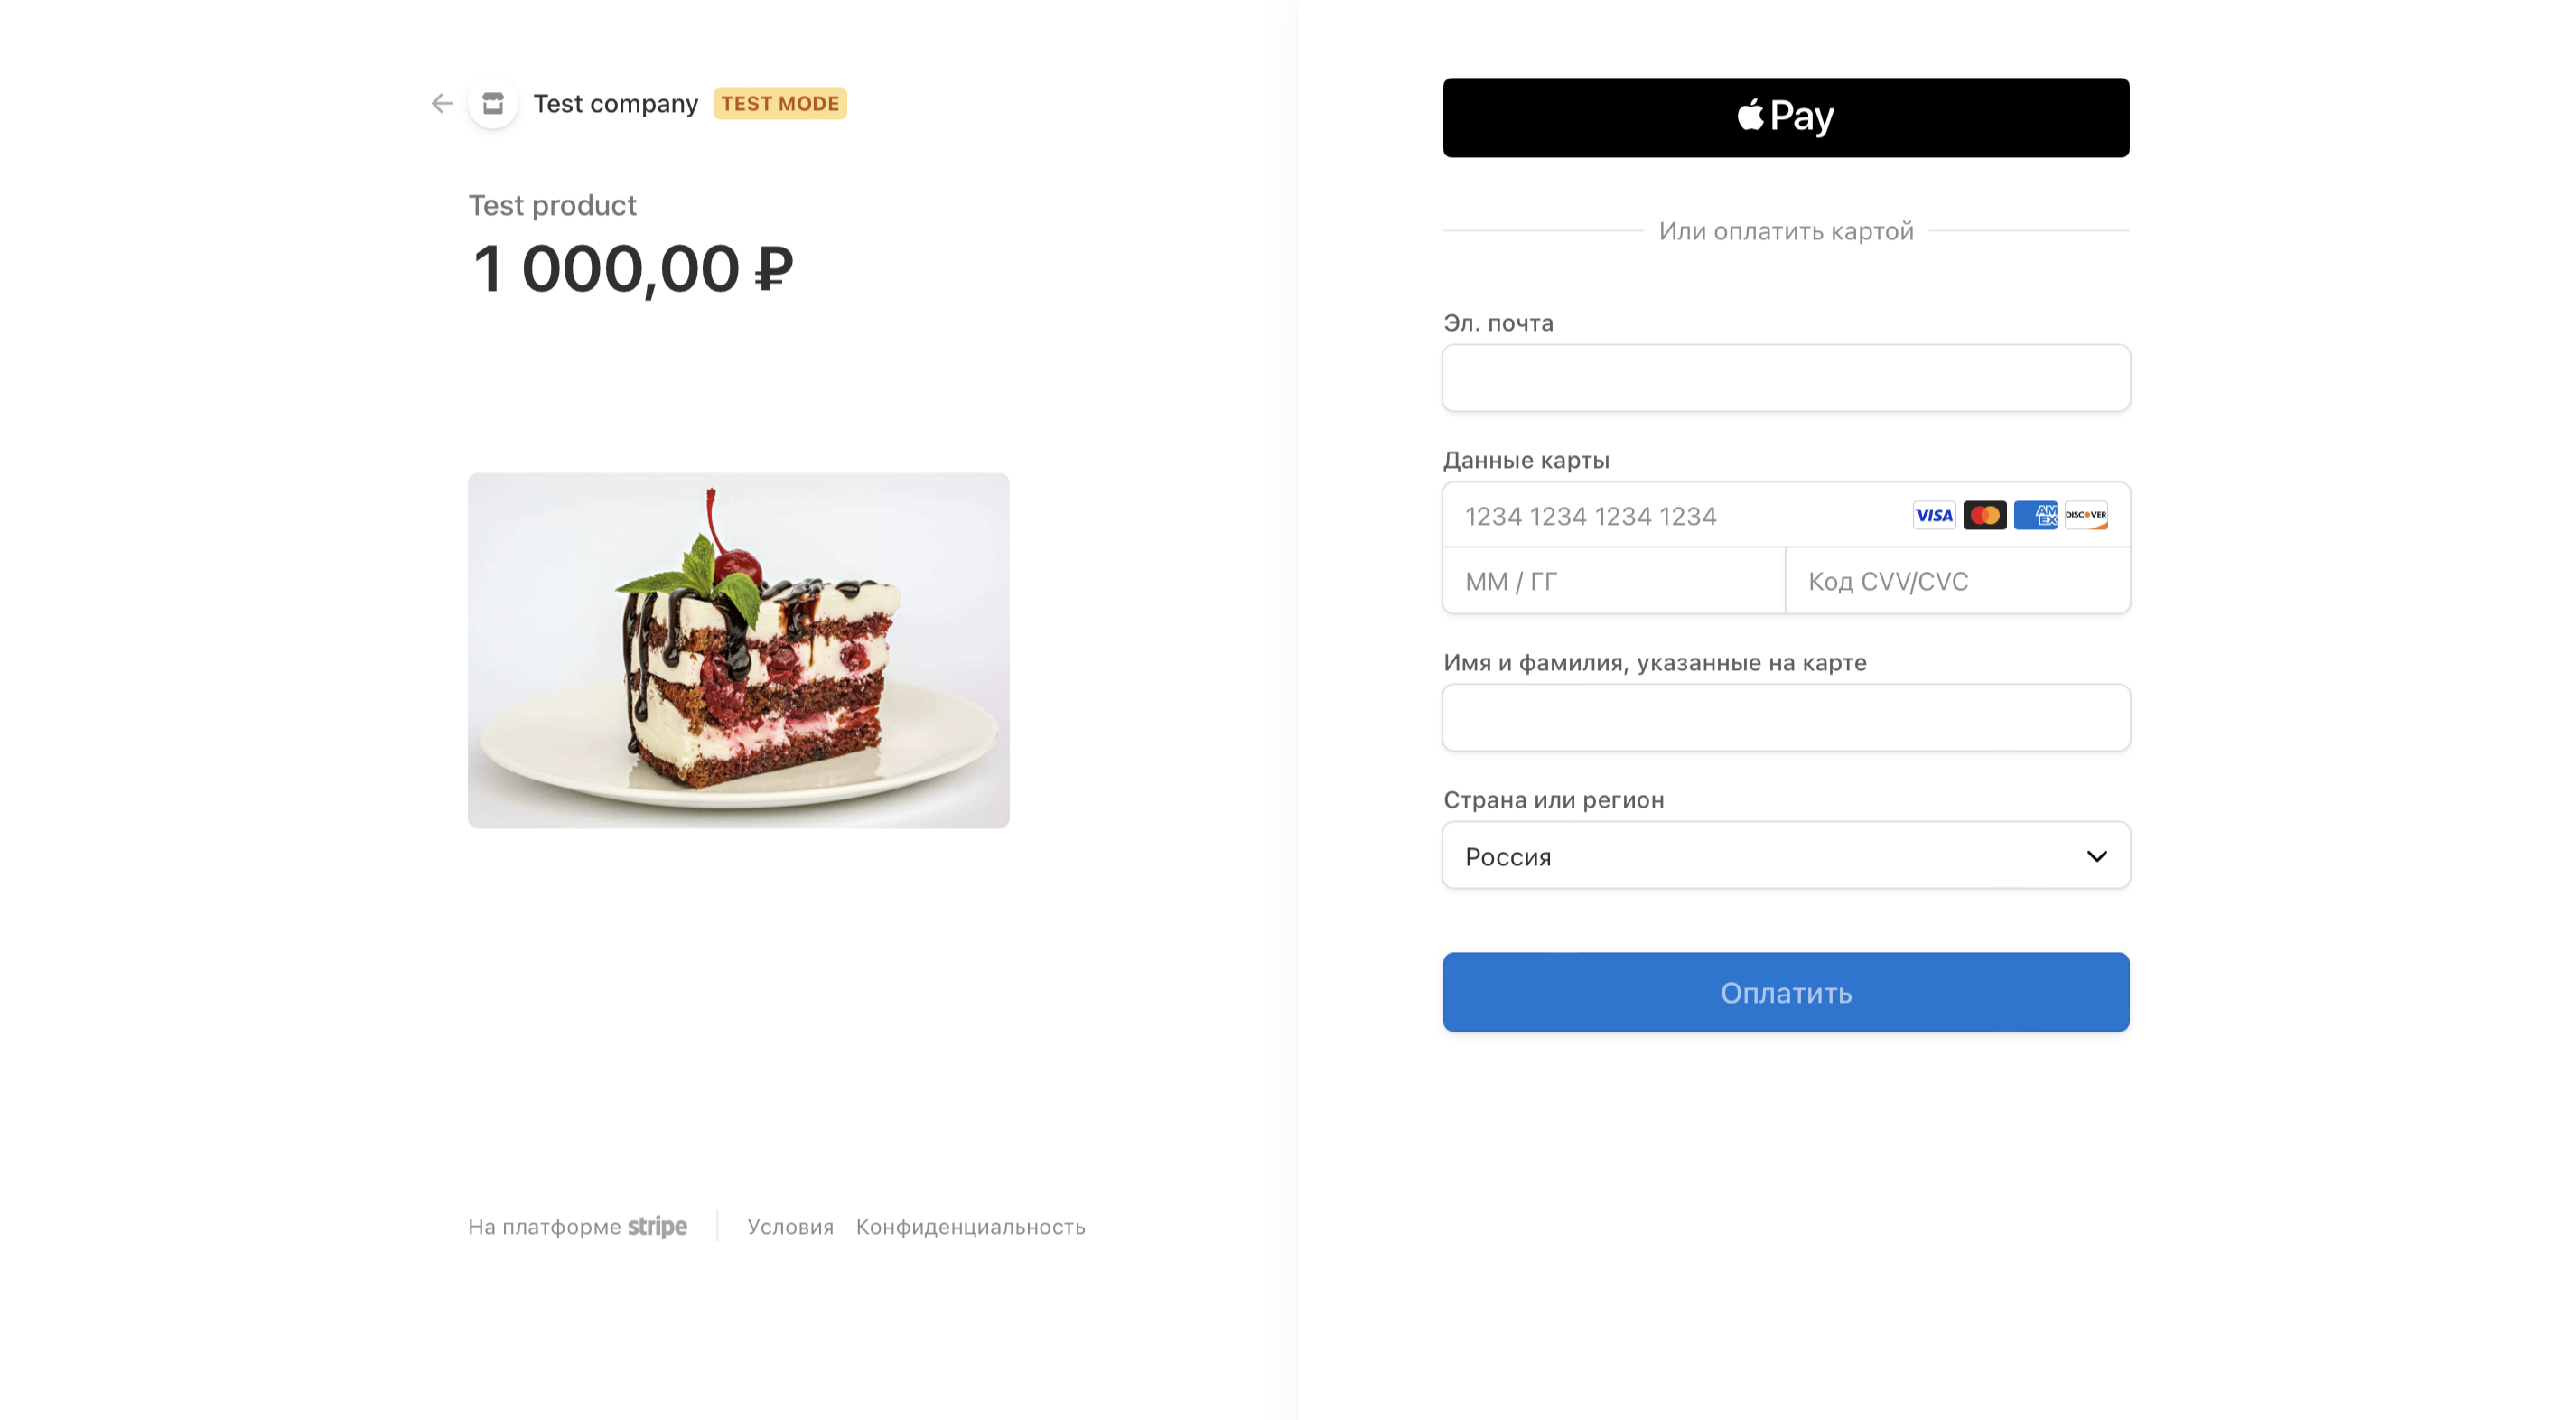 Test company TEST MODE
Test product
1 000,00 ₽
На платформе stripe
Условия Конфиденциальность
Pay
Или оплатить картой
Эл. почта
Данные карты
1234 1234 1234 1234
VISA AMEX DISCOVER
ММ / ГГ
Код CVV/CVC
Имя и фамилия, указанные на карте
Страна или регион
Россия
Оплатить